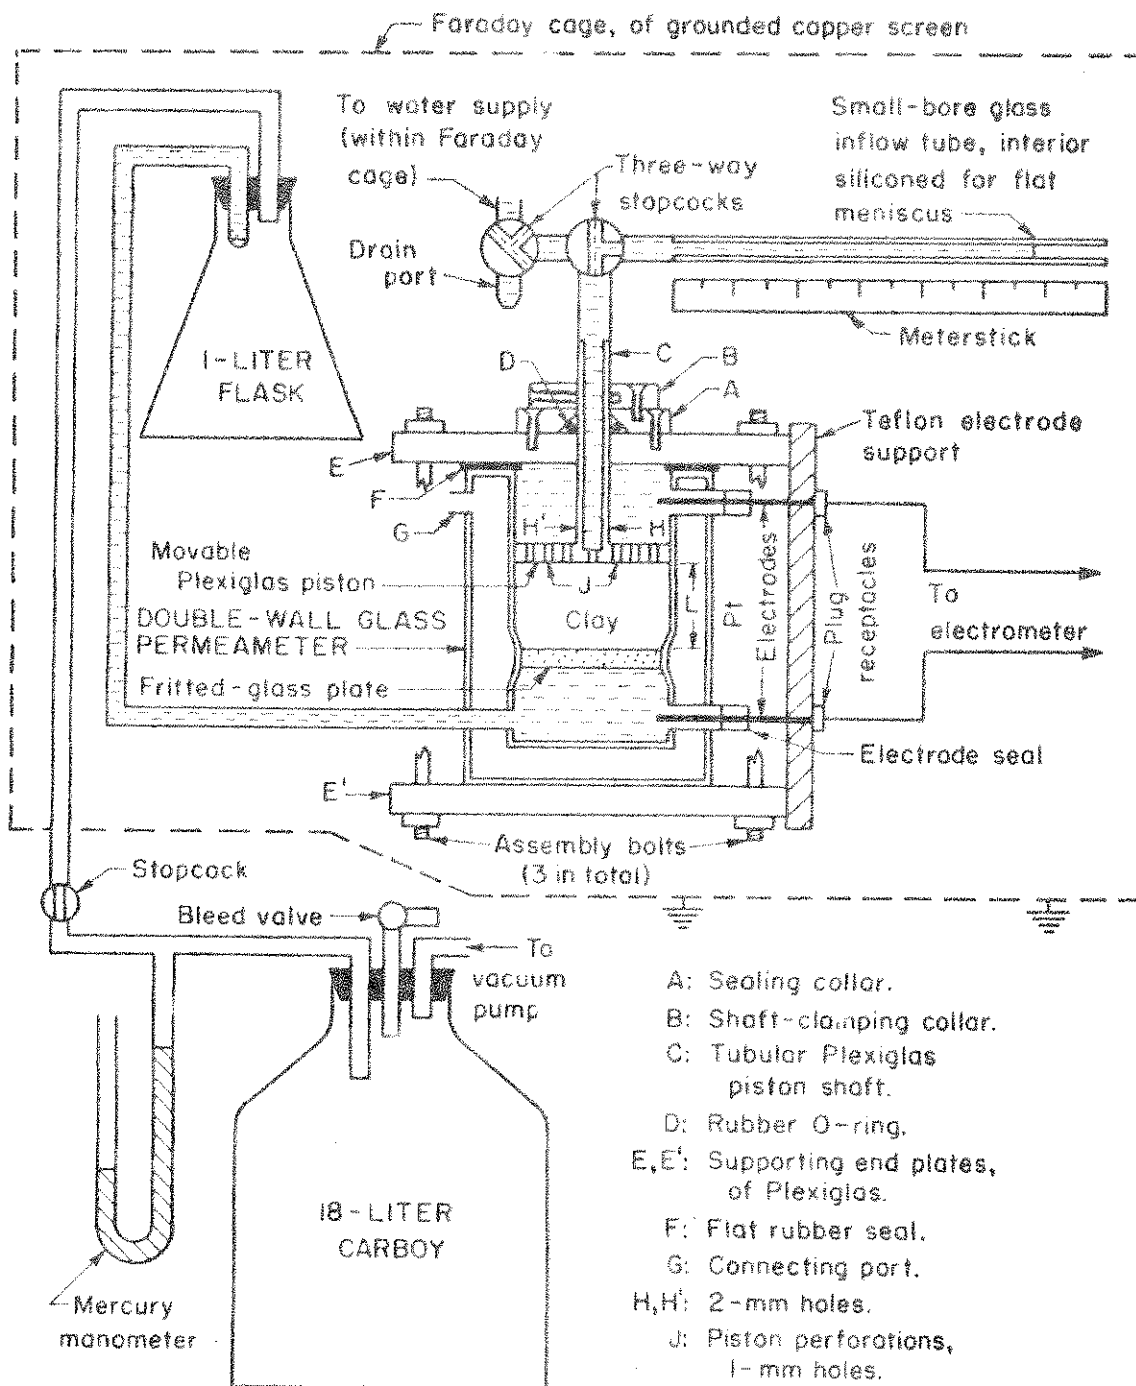 Faraday cage, of grounded copper screen
To water supply
(within Faraday
cage)
Three-way
stopcocks
Small-bore glass
inflow tube, interior
siliconed for flat
meniscus
Drain
port
Meterstick
1-LITER
FLASK
D
C
B
A
Teflon electrode
support
E
F
G
H'
H
Movable
Plexiglas piston
J
L
Clay
DOUBLE-WALL GLASS
PERMEAMETER
Fritted-glass plate
Pt
Electrodes
Plug
receptacles
To
electrometer
Electrode seal
E'
Assembly bolts
(3 in total)
Stopcock
Bleed valve
To
vacuum
pump
18-LITER
CARBOY
Mercury
manometer
A: Sealing collar.
B: Shaft-clamping collar.
C: Tubular Plexiglas
piston shaft.
D: Rubber O-ring.
E,E': Supporting end plates,
of Plexiglas.
F: Flat rubber seal.
G: Connecting port.
H,H': 2-mm holes.
J: Piston perforations,
1-mm holes.